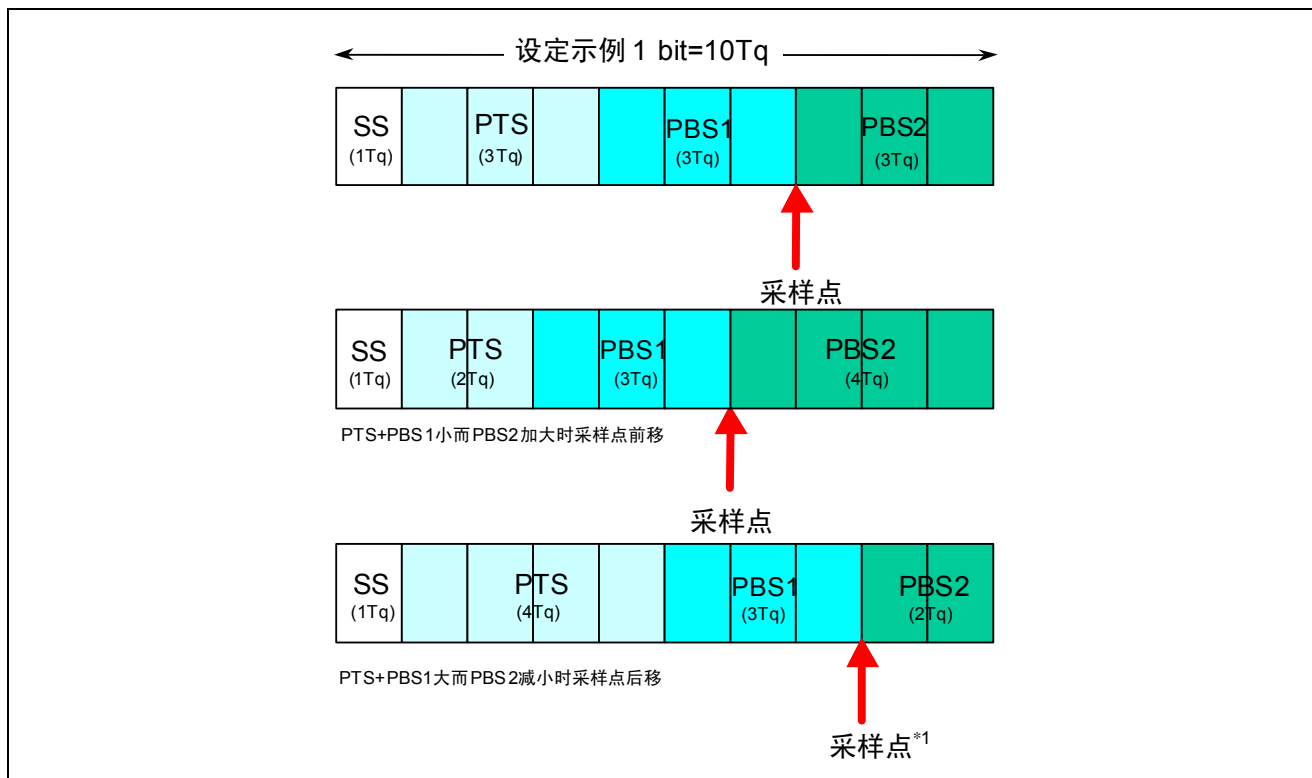 设定示例 1 bit=10Tq
SS PTS PBS1 PBS2
(1Tq) (3Tq) (3Tq) (3Tq)
采样点
SS PTS PBS1 PBS2
(1Tq) (2Tq) (3Tq) (4Tq)
PTS+PBS1小而PBS2加大时采样点前移
采样点
SS PTS PBS1 PBS2
(1Tq) (4Tq) (3Tq) (2Tq)
PTS+PBS1大而PBS2减小时采样点后移
采样点*1